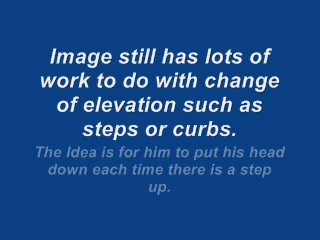 Image still has lots of
work to do with change
of elevation such as
steps or curbs.
The Idea is for him to put his head
down each time there is a step
up.